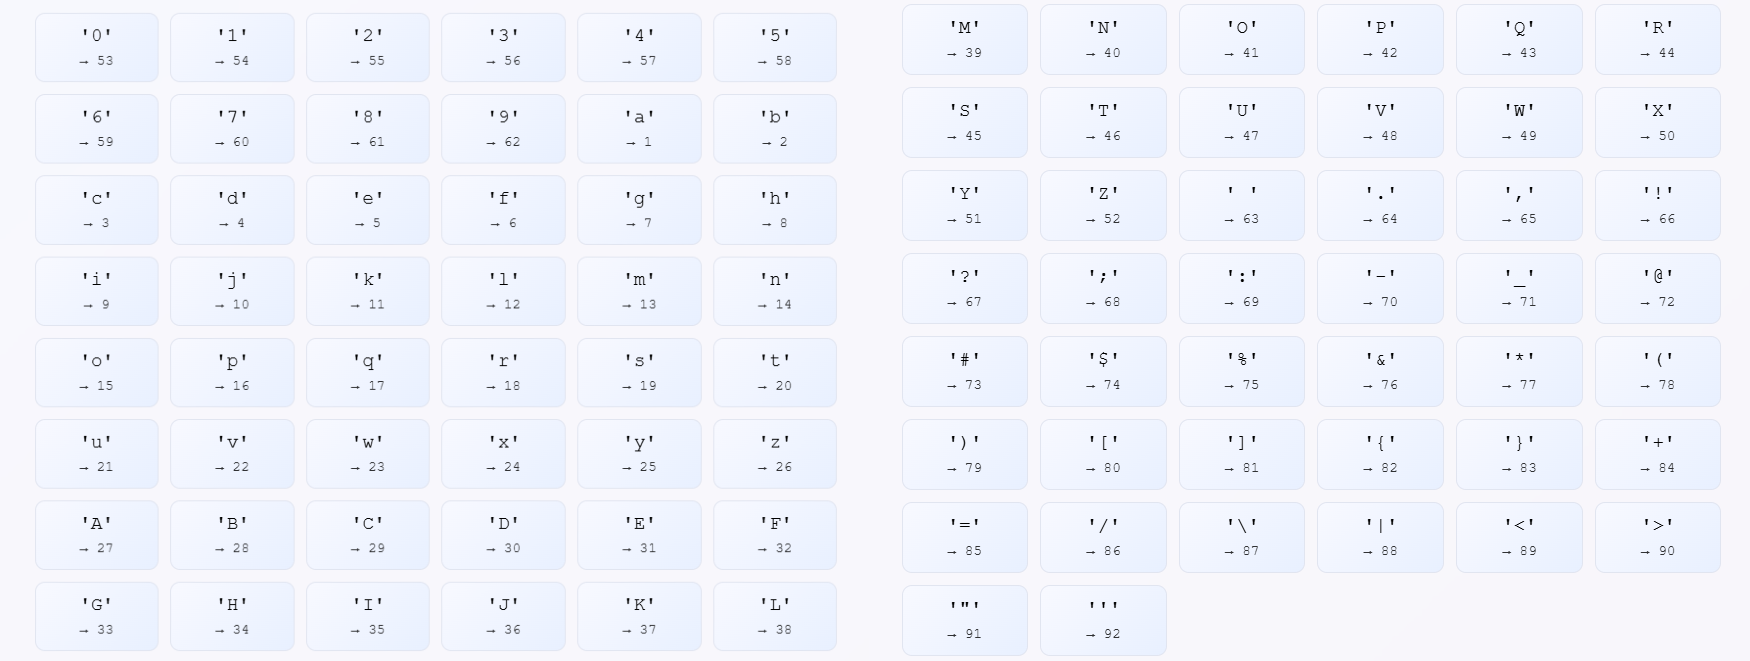 '0' '1' '2' '3' '4' '5'
→ 53 → 54 → 55 → 56 → 57 → 58
'6' '7' '8' '9' 'a' 'b'
→ 59 → 60 → 61 → 62 → 1 → 2
'c' 'd' 'e' 'f' 'g' 'h'
→ 3 → 4 → 5 → 6 → 7 → 8
'i' 'j' 'k' 'l' 'm' 'n'
→ 9 → 10 → 11 → 12 → 13 → 14
'o' 'p' 'q' 'r' 's' 't'
→ 15 → 16 → 17 → 18 → 19 → 20
'u' 'v' 'w' 'x' 'y' 'z'
→ 21 → 22 → 23 → 24 → 25 → 26
'A' 'B' 'C' 'D' 'E' 'F'
→ 27 → 28 → 29 → 30 → 31 → 32
'G' 'H' 'I' 'J' 'K' 'L'
→ 33 → 34 → 35 → 36 → 37 → 38
'M' 'N' 'O' 'P' 'Q' 'R'
→ 39 → 40 → 41 → 42 → 43 → 44
'S' 'T' 'U' 'V' 'W' 'X'
→ 45 → 46 → 47 → 48 → 49 → 50
'Y' 'Z' ' ' '.' ',' '!'
→ 51 → 52 → 63 → 64 → 65 → 66
'?' ';' ':' '-' '_' '@'
→ 67 → 68 → 69 → 70 → 71 → 72
'#' '$' '%' '&' '*' '('
→ 73 → 74 → 75 → 76 → 77 → 78
')' '[' ']' '{' '}' '+'
→ 79 → 80 → 81 → 82 → 83 → 84
'=' '/' '\' '|' '<' '>'
→ 85 → 86 → 87 → 88 → 89 → 90
'"' '''
→ 91 → 92